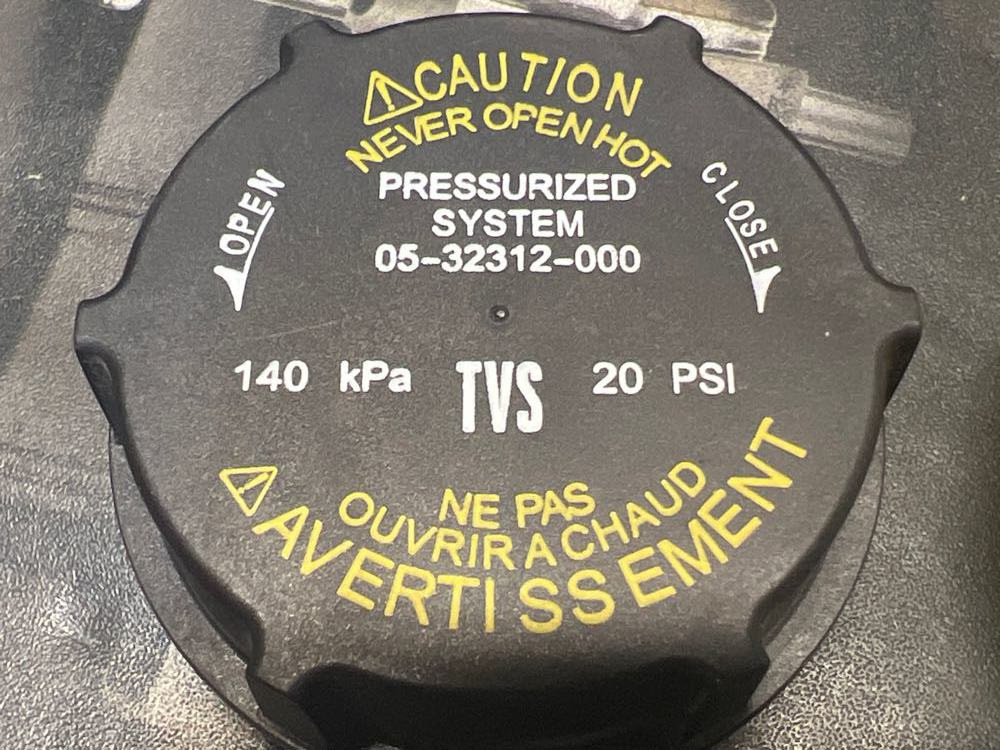 ⚠CAUTION
NEVER OPEN HOT
OPEN
CLOSE
PRESSURIZED
SYSTEM
05-32312-000
140 kPa
TVS
20 PSI
NE PAS
OUVRIR A CHAUD
⚠AVERTISSEMENT